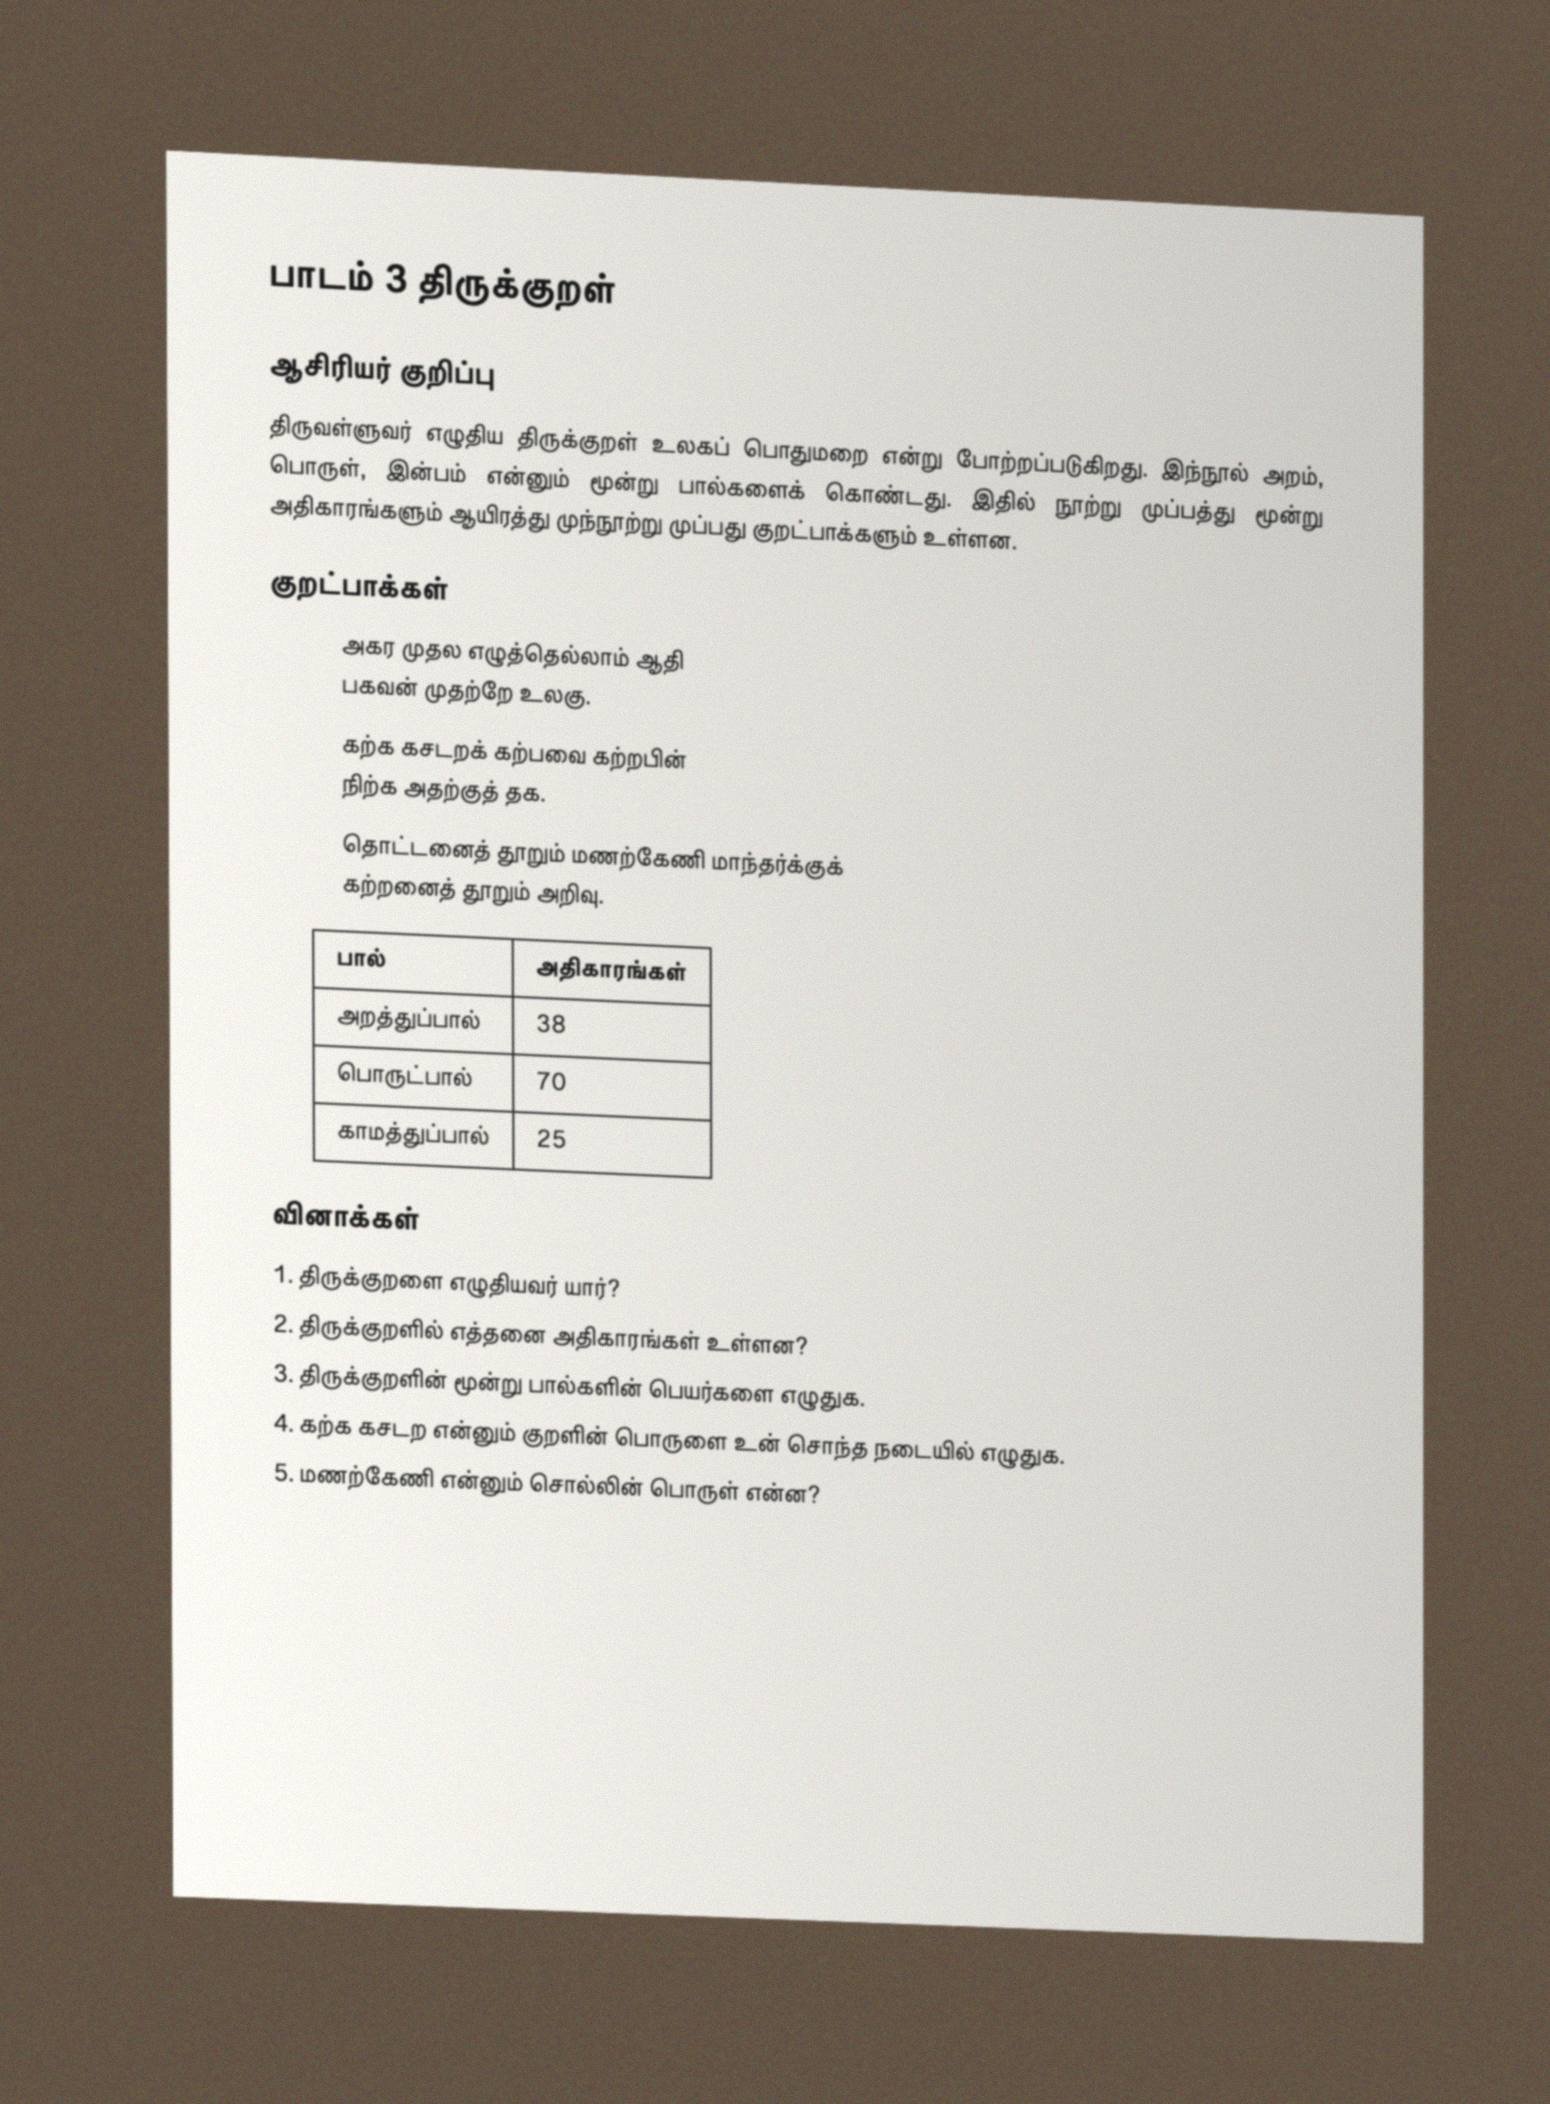 பாடம் 3 திருக்குறள்
ஆசிரியர் குறிப்பு
திருவள்ளுவர் எழுதிய திருக்குறள் உலகப் பொதுமறை என்று போற்றப்படுகிறது. இந்நூல் அறம்,
பொருள், இன்பம் என்னும் மூன்று பால்களைக் கொண்டது. இதில் நூற்று முப்பத்து மூன்று
அதிகாரங்களும் ஆயிரத்து முந்நூற்று முப்பது குறட்பாக்களும் உள்ளன.
குறட்பாக்கள்
அகர முதல எழுத்தெல்லாம் ஆதி
பகவன் முதற்றே உலகு.
கற்க கசடறக் கற்பவை கற்றபின்
நிற்க அதற்குத் தக.
தொட்டனைத் தூறும் மணற்கேணி மாந்தர்க்குக்
கற்றனைத் தூறும் அறிவு.
பால் அதிகாரங்கள்
அறத்துப்பால் 38
பொருட்பால் 70
காமத்துப்பால் 25
வினாக்கள்
1. திருக்குறளை எழுதியவர் யார்?
2. திருக்குறளில் எத்தனை அதிகாரங்கள் உள்ளன?
3. திருக்குறளின் மூன்று பால்களின் பெயர்களை எழுதுக.
4. கற்க கசடற என்னும் குறளின் பொருளை உன் சொந்த நடையில் எழுதுக.
5. மணற்கேணி என்னும் சொல்லின் பொருள் என்ன?